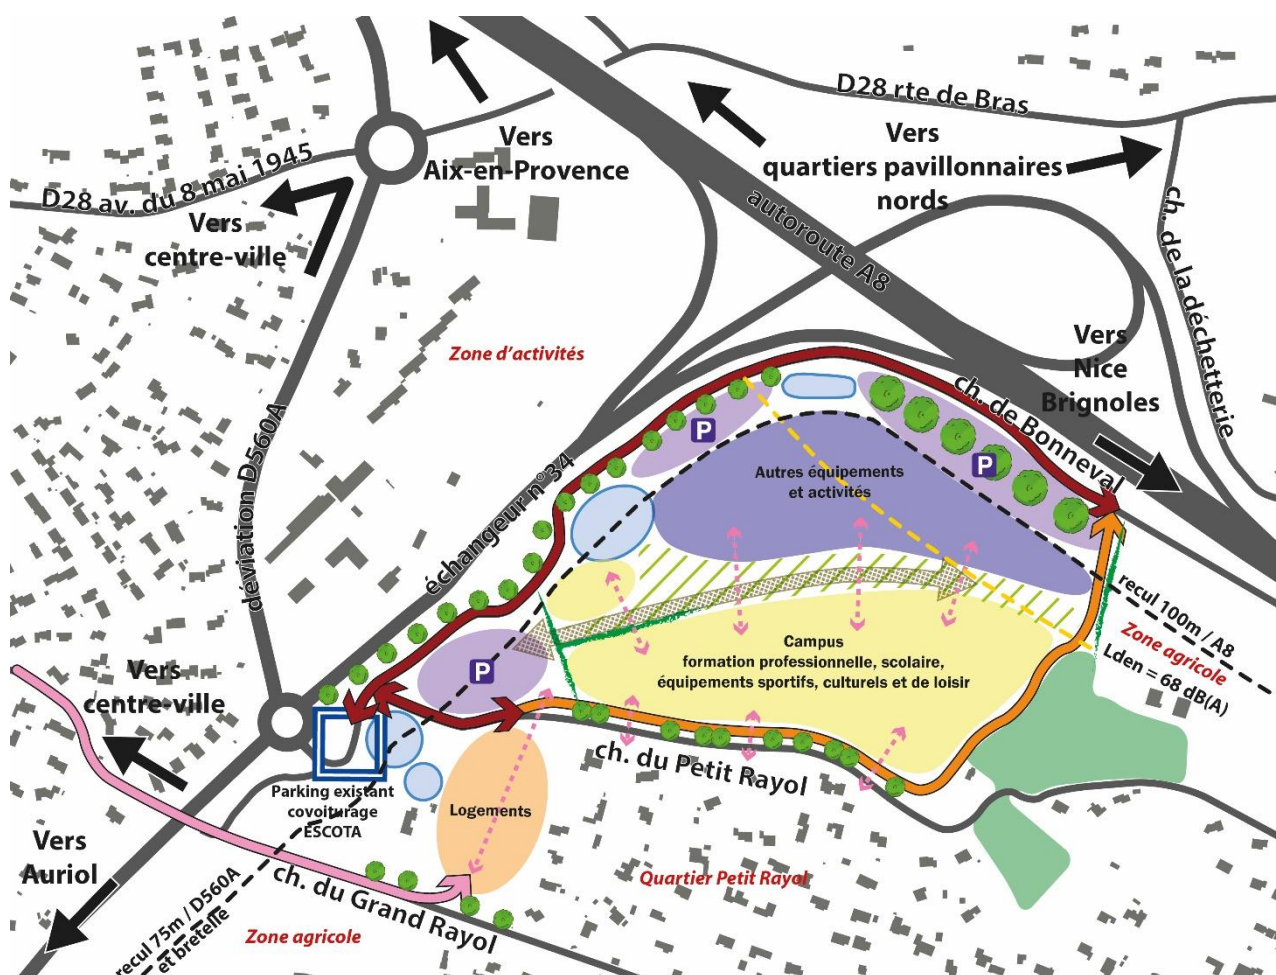 D28 rte de Bras
Vers
Aix-en-Provence
Vers
quartiers pavillonnaires
nords
D28 av. du 8 mai 1945
Vers
centre-ville
autoroute A8
ch. de la déchetterie
Zone d'activités
Vers
Nice
Brignoles
ch. de Bonneval
déviation D560A
échangeur n°34
P
P
Autres équipements
et activités
recul 100m / A8
Zone agricole
Lden = 68 dB(A)
Campus
formation professionnelle, scolaire,
équipements sportifs, culturels et de loisir
P
Vers
centre-ville
ch. du Petit Rayol
Parking existant
covoiturage
ESCOTA
Logements
Vers
Auriol
ch. du Grand Rayol
Quartier Petit Rayol
recul 75m / D560A
et bretelle
Zone agricole